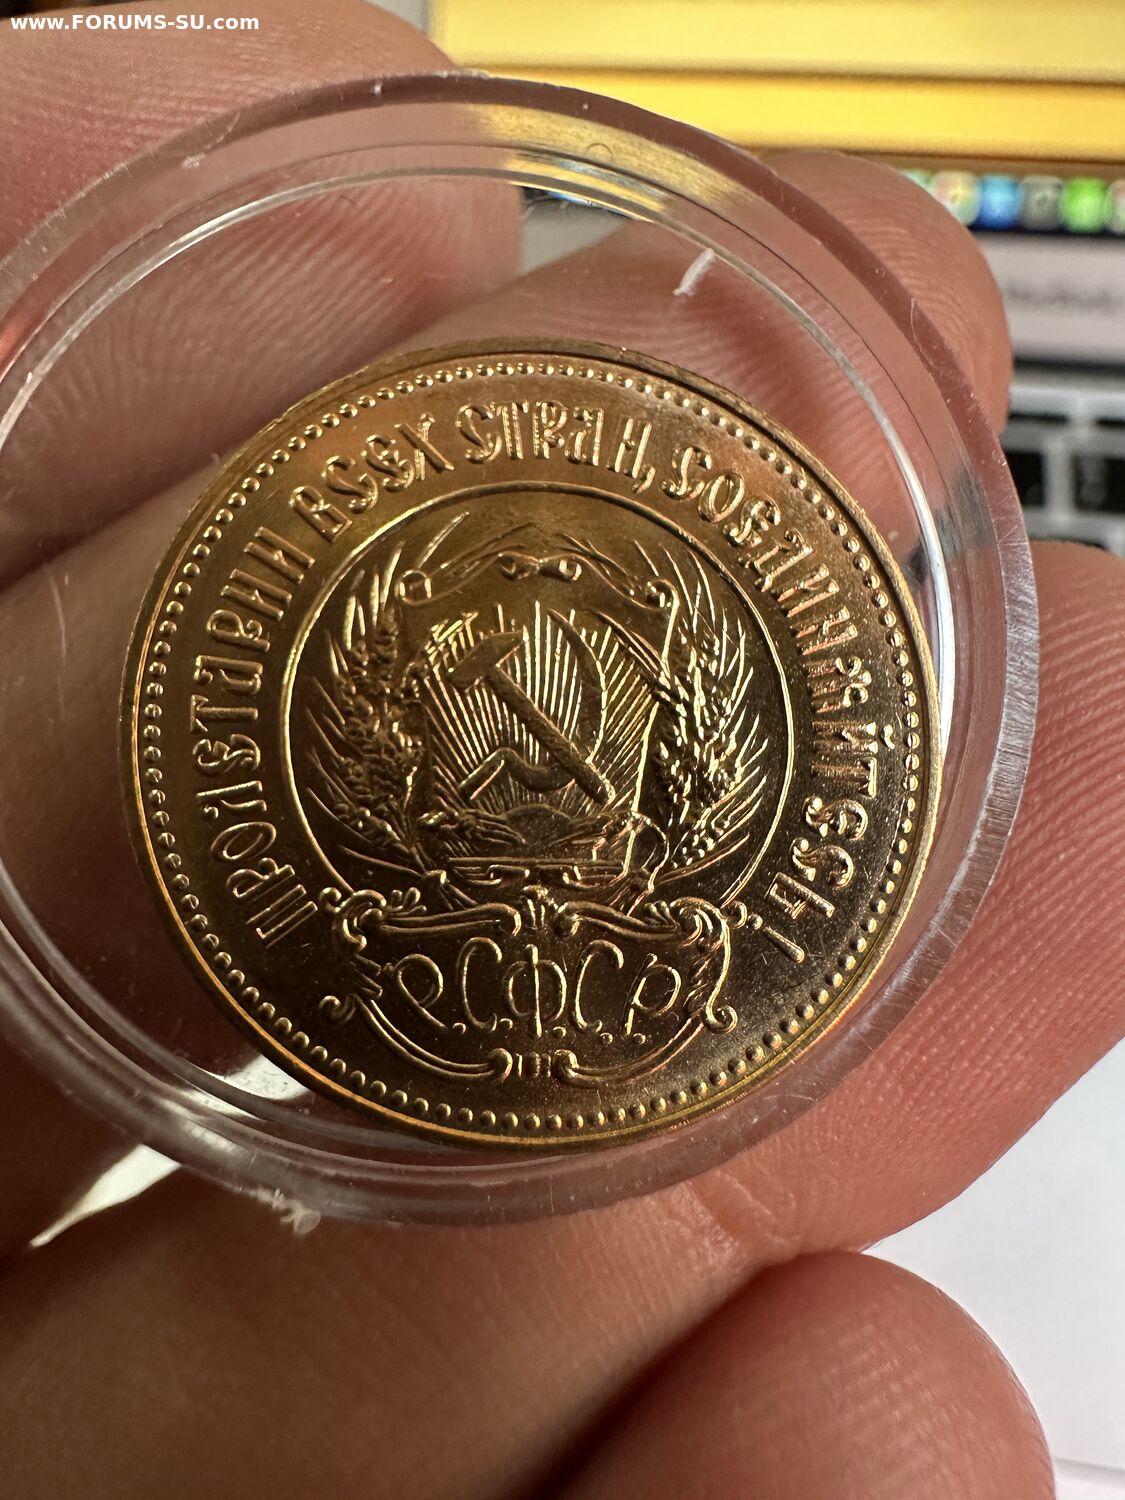 www.FORUMS-SU.com
ПРОЛЕТАРИИ ВСЕХ СТРАН, СОЕДИНЯЙТЕСЬ!
Р.С.Ф.С.Р.